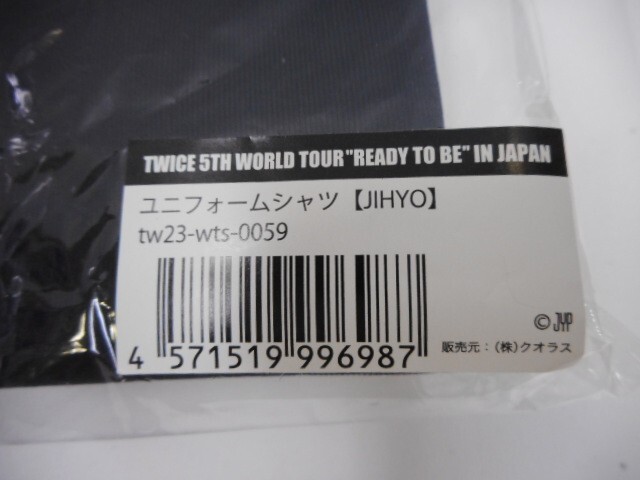 TWICE 5TH WORLD TOUR"READY TO BE" IN JAPAN
ユニフォームシャツ【JIHYO】
tw23-wts-0059
4 571519 996987
© JYP
販売元：(株)クオラス